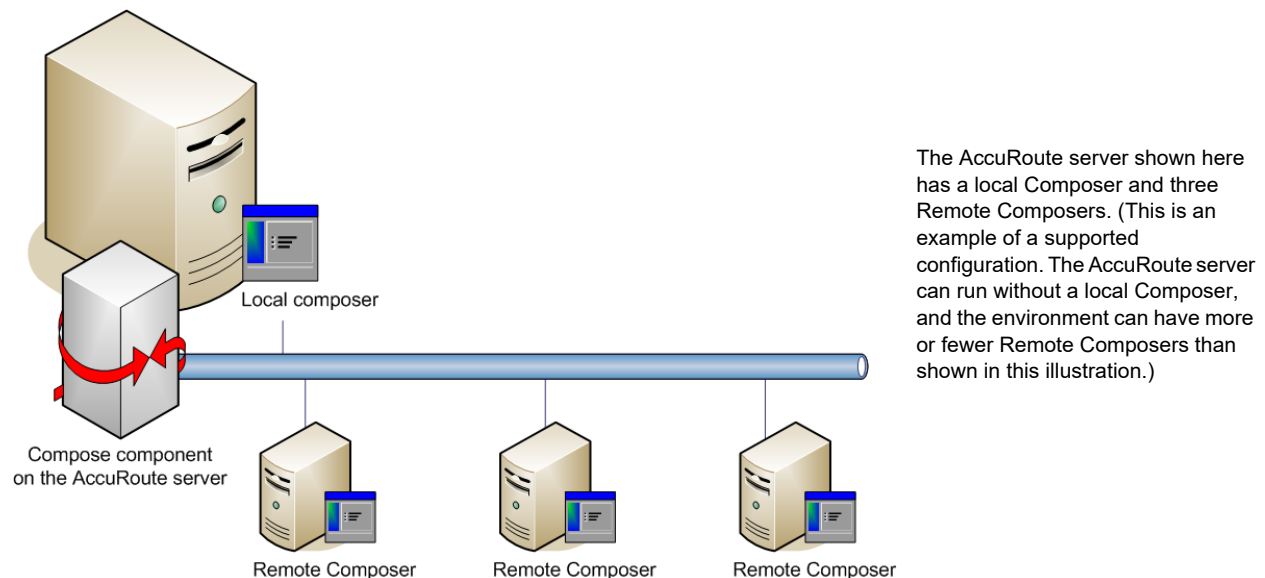 The AccuRoute server shown here
has a local Composer and three
Remote Composers. (This is an
example of a supported
configuration. The AccuRoute server
can run without a local Composer,
and the environment can have more
or fewer Remote Composers than
shown in this illustration.)
Local composer
Compose component
on the AccuRoute server
Remote Composer
Remote Composer
Remote Composer